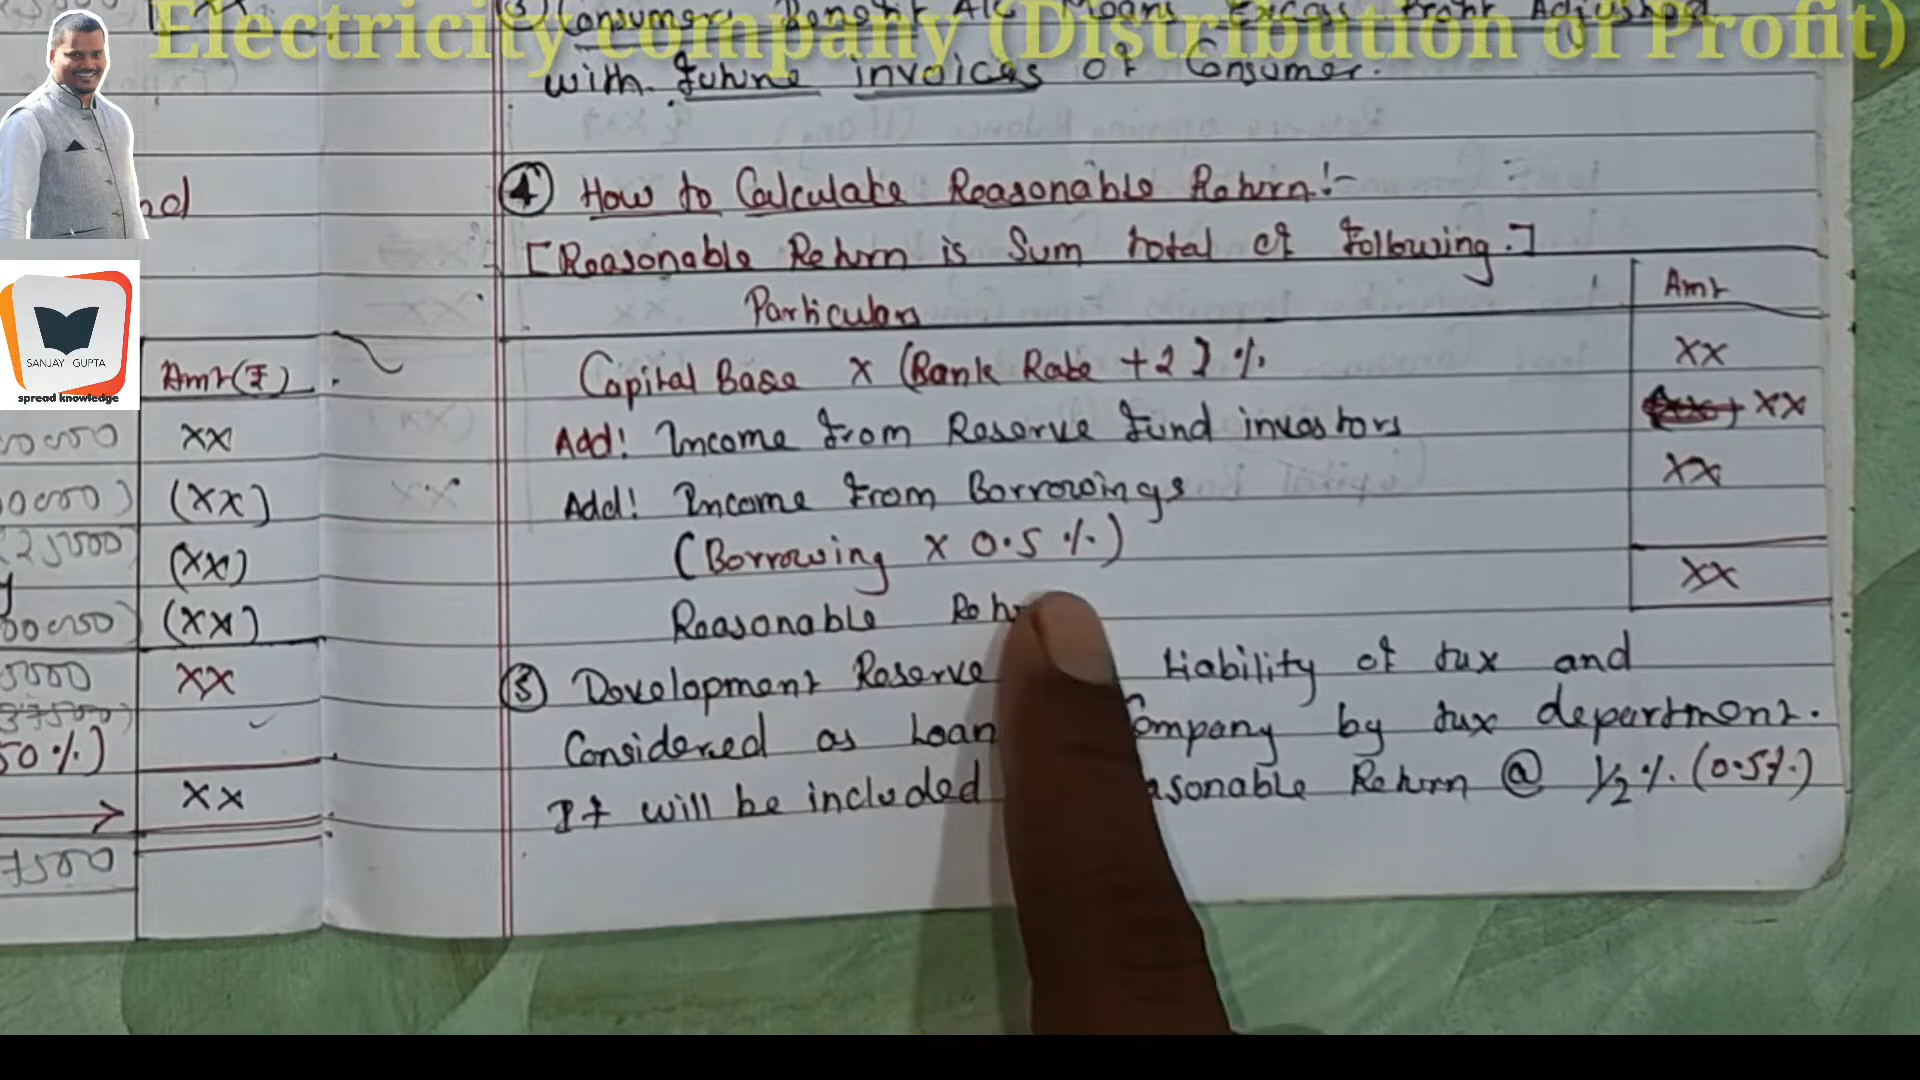 Electricity company (Distribution of Profit)
with future invoices of Consumer.
④ How to Calculate Reasonable Return:-
[Reasonable Return is Sum total of following.]
Particulars Amt
Capital Base x (Bank Rate + 2) % XX
Add: Income from Reserve fund investors XX
Add: Income from Borrowings XX
(Borrowing x 0.5 %)
Reasonable XX
⑤ Development Reserve Liability of tax and
Considered as Loan Company by tax department.
It will be included Return @ 1/2 %. (0.5%)
SANJAY GUPTA
spread knowledge
Amt (₹)
XX
(XX)
(XX)
(XX)
XX
50 %)
XX
7500